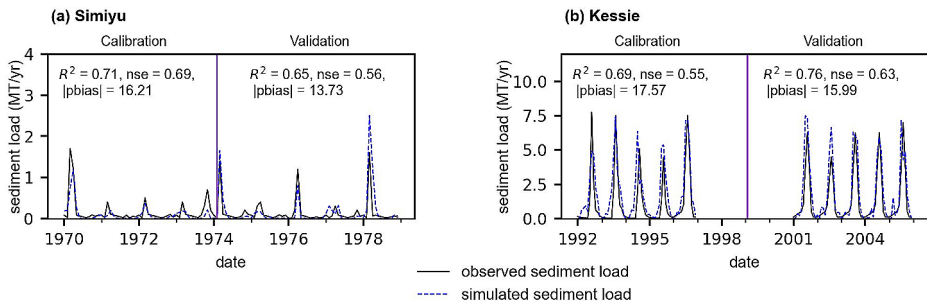 (a) Simiyu
Calibration
Validation
R² = 0.71, nse = 0.69,
|pbias| = 16.21
R² = 0.65, nse = 0.56,
|pbias| = 13.73
sediment load (MT/yr)
4
3
2
1
0
1970 1972 1974 1976 1978
date
(b) Kessie
Calibration
Validation
R² = 0.69, nse = 0.55,
|pbias| = 17.57
R² = 0.76, nse = 0.63,
|pbias| = 15.99
sediment load (MT/yr)
10.0
7.5
5.0
2.5
0.0
1992 1995 1998 2001 2004
date
observed sediment load
simulated sediment load